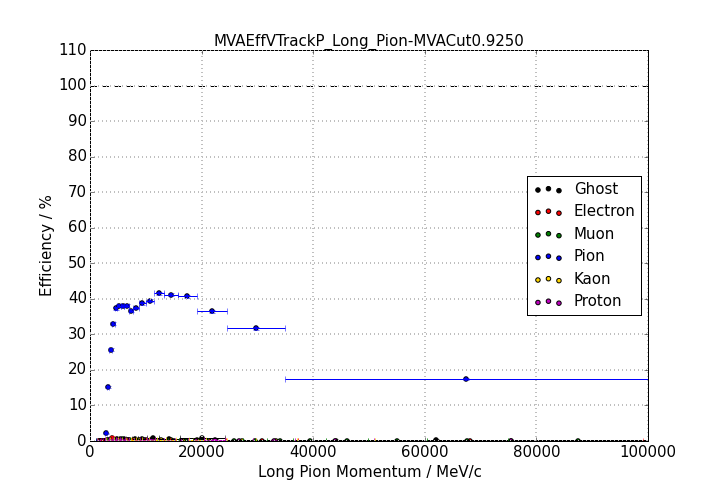 MVAEffVTrackP_Long_Pion-MVACut0.9250
110
100
90
80
70
60
50
40
30
20
10
0
Efficiency / %
Ghost
Electron
Muon
Pion
Kaon
Proton
0 20000 40000 60000 80000 100000
Long Pion Momentum / MeV/c